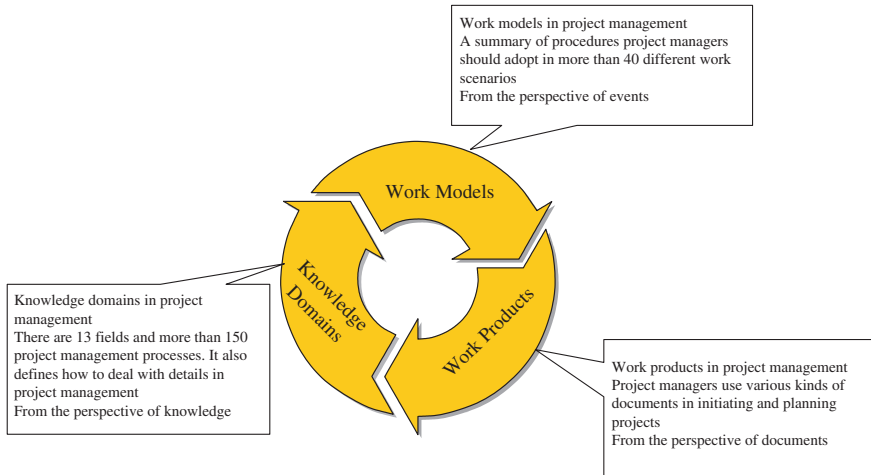 Work models in project management
A summary of procedures project managers
should adopt in more than 40 different work
scenarios
From the perspective of events
Work Models
Knowledge
Domains
Work Products
Knowledge domains in project
management
There are 13 fields and more than 150
project management processes. It also
defines how to deal with details in
project management
From the perspective of knowledge
Work products in project management
Project managers use various kinds of
documents in initiating and planning
projects
From the perspective of documents